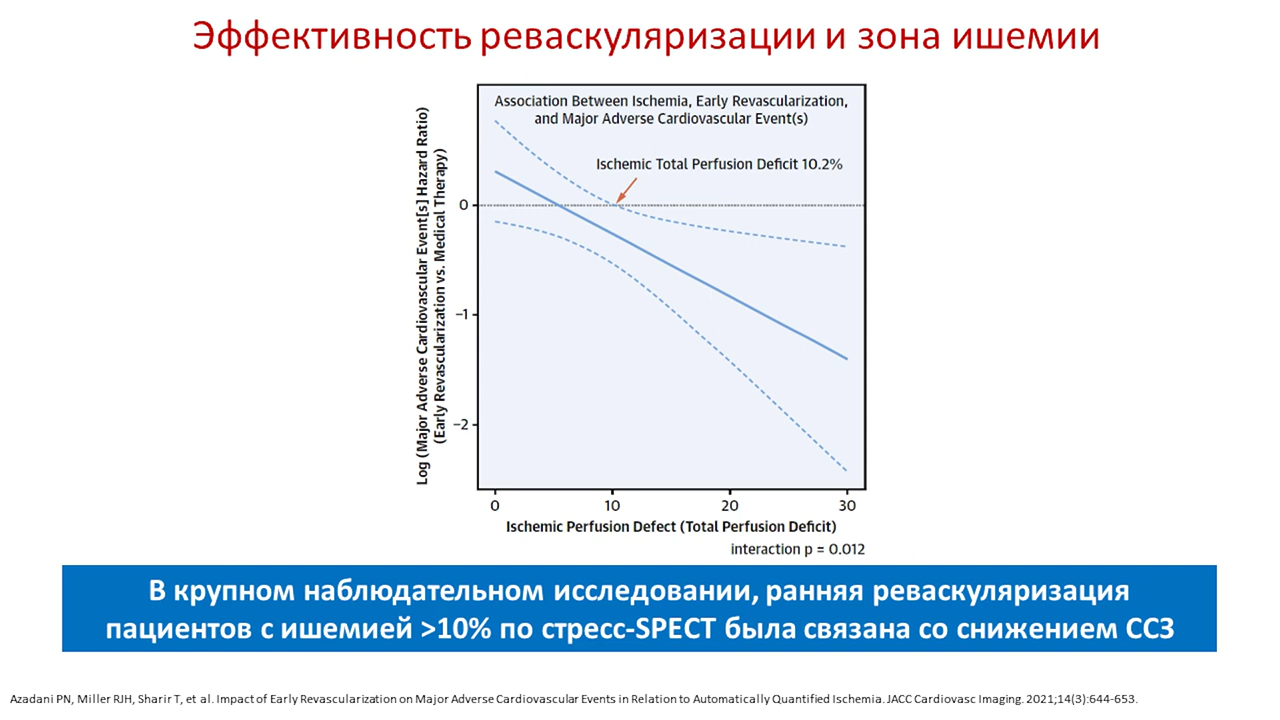 Эффективность реваскуляризации и зона ишемии
Association Between Ischemia, Early Revascularization,
and Major Adverse Cardiovascular Event(s)
Ischemic Total Perfusion Deficit 10.2%
Log (Major Adverse Cardiovascular Event[s] Hazard Ratio)
(Early Revascularization vs. Medical Therapy)
0
−1
−2
0 10 20 30
Ischemic Perfusion Defect (Total Perfusion Deficit)
interaction p = 0.012
В крупном наблюдательном исследовании, ранняя реваскуляризация
пациентов с ишемией >10% по стресс-SPECT была связана со снижением ССЗ
Azadani PN, Miller RJH, Sharir T, et al. Impact of Early Revascularization on Major Adverse Cardiovascular Events in Relation to Automatically Quantified Ischemia. JACC Cardiovasc Imaging. 2021;14(3):644-653.